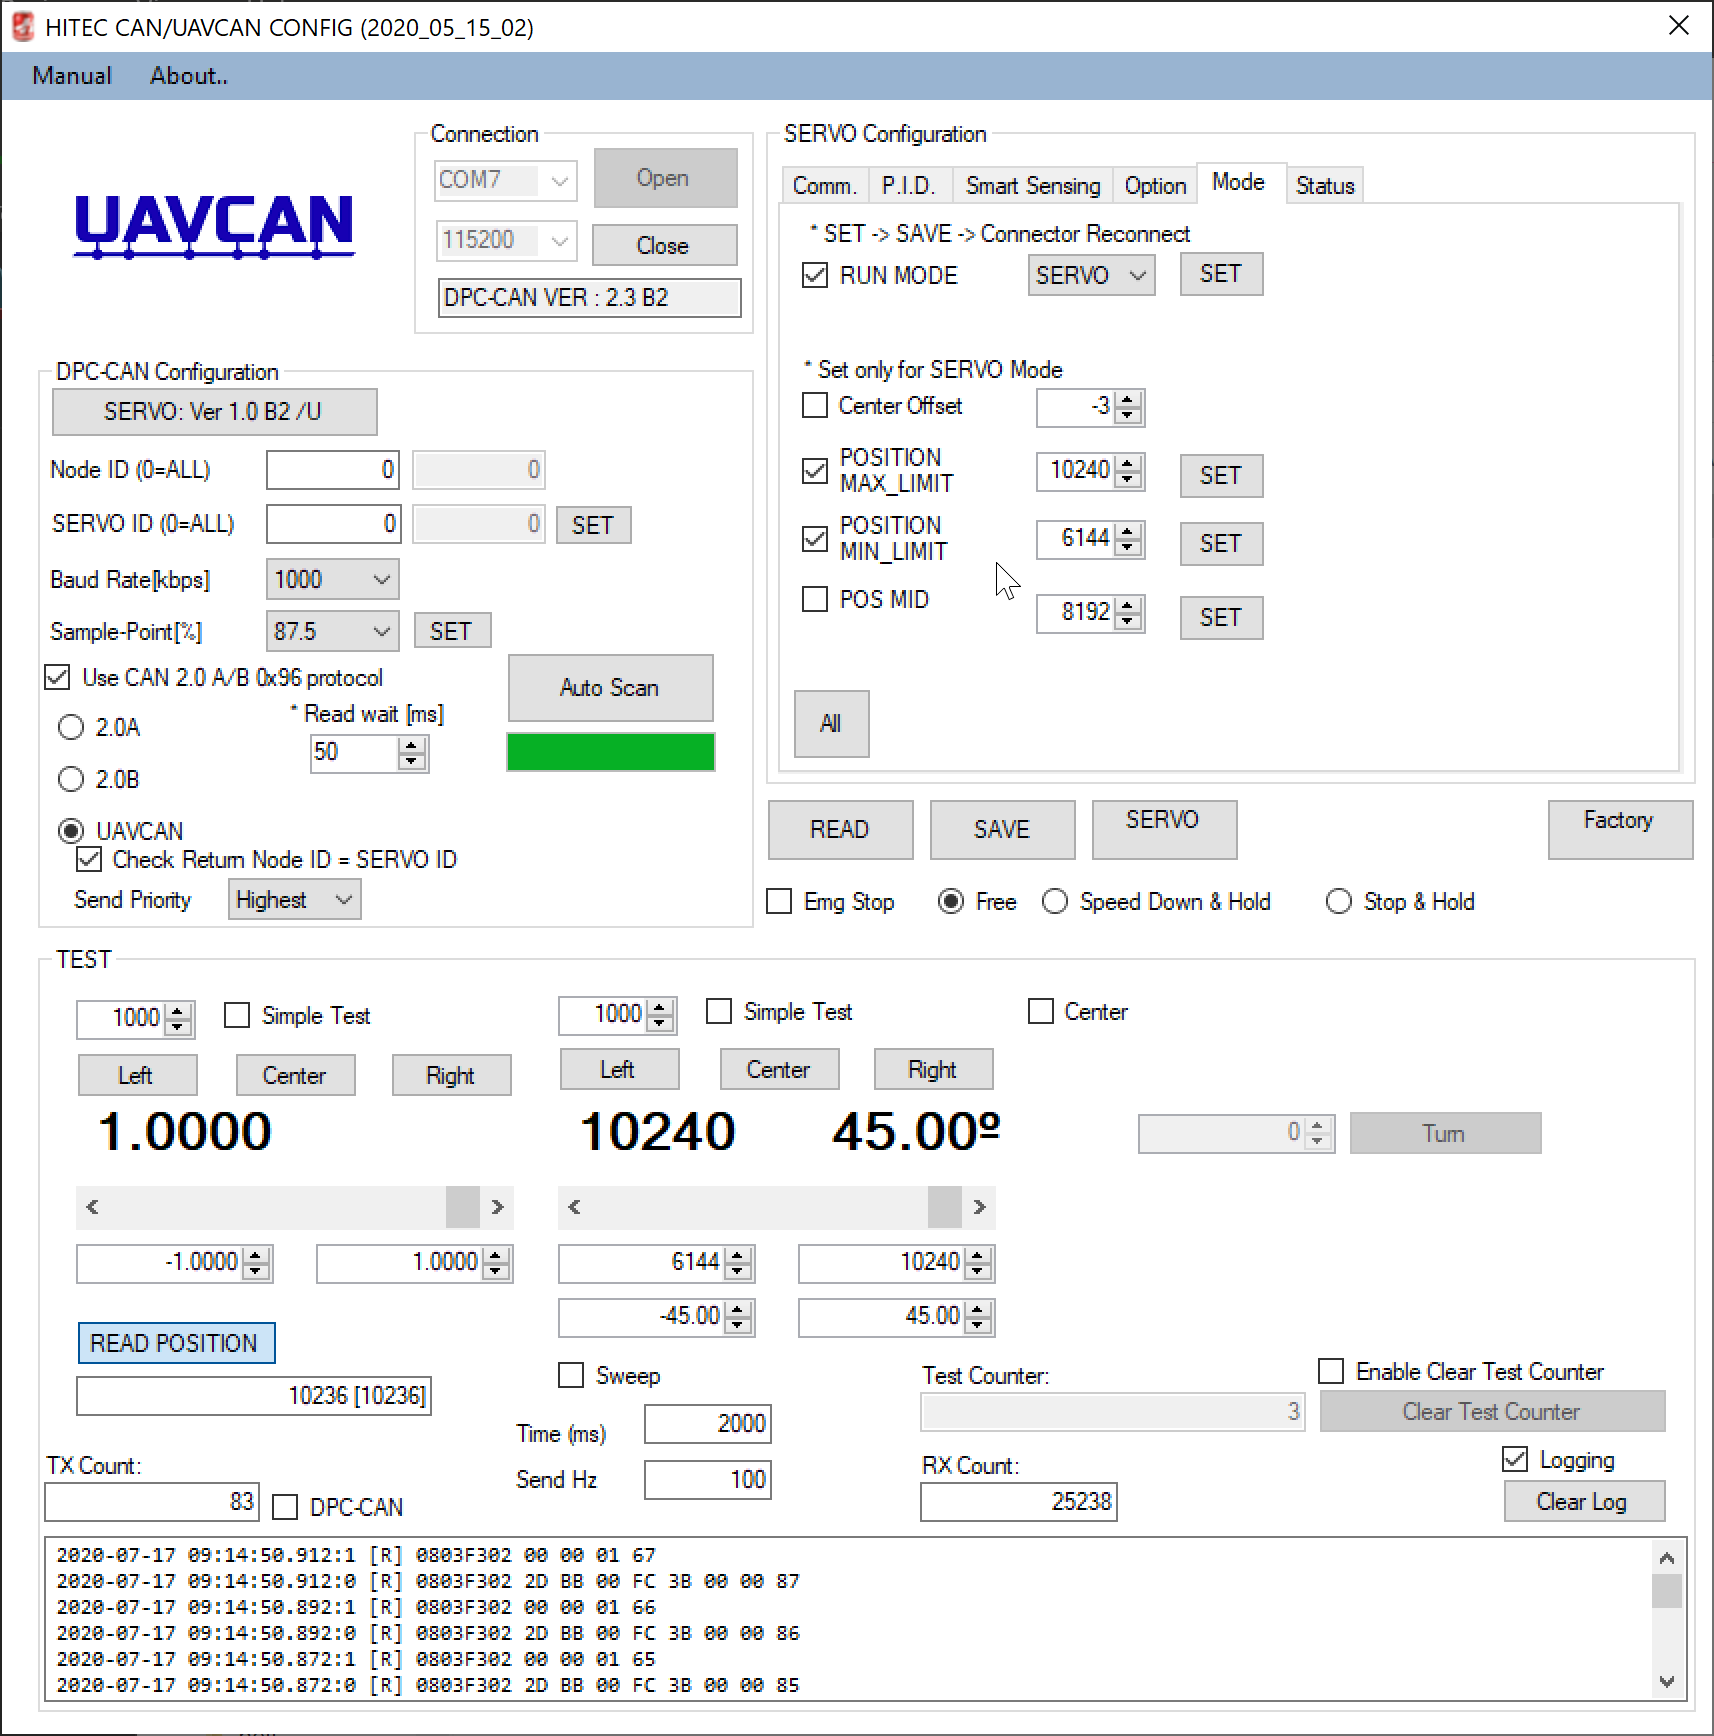 HITEC CAN/UAVCAN CONFIG (2020_05_15_02)
Manual About..
UAVCAN
Connection
COM7 Open
115200 Close
DPC-CAN VER : 2.3 B2
DPC-CAN Configuration
SERVO: Ver 1.0 B2 /U
Node ID (0=ALL) 0 0
SERVO ID (0=ALL) 0 0 SET
Baud Rate[kbps] 1000
Sample-Point[%] 87.5 SET
Use CAN 2.0 A/B 0x96 protocol
Auto Scan
2.0A
* Read wait [ms]
50
2.0B
UAVCAN
Check Return Node ID = SERVO ID
Send Priority Highest
SERVO Configuration
Comm. P.I.D. Smart Sensing Option Mode Status
* SET -> SAVE -> Connector Reconnect
RUN MODE SERVO SET
* Set only for SERVO Mode
Center Offset -3
POSITION
MAX_LIMIT 10240 SET
POSITION
MIN_LIMIT 6144 SET
POS MID 8192 SET
All
READ SAVE SERVO Factory
Emg Stop Free Speed Down & Hold Stop & Hold
TEST
1000 Simple Test 1000 Simple Test Center
Left Center Right Left Center Right
1.0000 10240 45.00º 0 Turn
-1.0000 1.0000 6144 10240
-45.00 45.00
READ POSITION
10236 [10236]
Sweep
Time (ms) 2000
Send Hz 100
Test Counter: Enable Clear Test Counter
3 Clear Test Counter
TX Count: RX Count: Logging
83 DPC-CAN 25238 Clear Log
2020-07-17 09:14:50.912:1 [R] 0803F302 00 00 01 67
2020-07-17 09:14:50.912:0 [R] 0803F302 2D BB 00 FC 3B 00 00 87
2020-07-17 09:14:50.892:1 [R] 0803F302 00 00 01 66
2020-07-17 09:14:50.892:0 [R] 0803F302 2D BB 00 FC 3B 00 00 86
2020-07-17 09:14:50.872:1 [R] 0803F302 00 00 01 65
2020-07-17 09:14:50.872:0 [R] 0803F302 2D BB 00 FC 3B 00 00 85